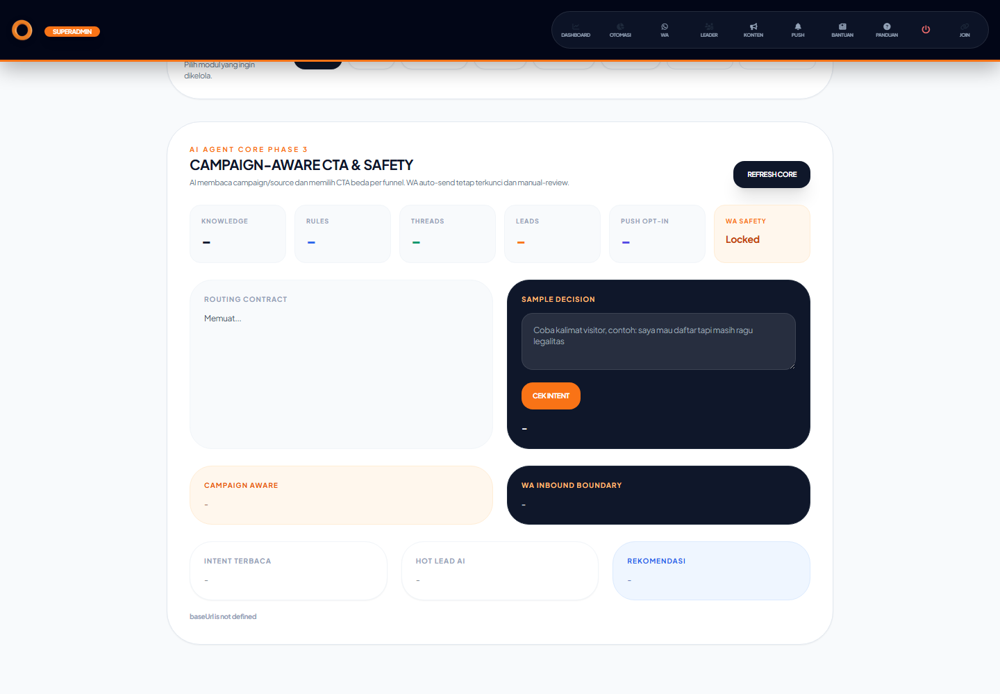 SUPERADMIN
DASHBOARD
OTOMASI
WA
LEADER
KONTEN
PUSH
BANTUAN
PANDUAN
JOIN
Pilih modul yang ingin
dikelola.
AI AGENT CORE PHASE 3
CAMPAIGN-AWARE CTA & SAFETY
AI membaca campaign/source dan memilih CTA beda per funnel. WA auto-send tetap terkunci dan manual-review.
REFRESH CORE
KNOWLEDGE
RULES
THREADS
LEADS
PUSH OPT-IN
WA SAFETY
–
–
–
–
–
Locked
ROUTING CONTRACT
Memuat...
SAMPLE DECISION
Coba kalimat visitor, contoh: saya mau daftar tapi masih ragu
legalitas
CEK INTENT
-
CAMPAIGN AWARE
-
WA INBOUND BOUNDARY
-
INTENT TERBACA
-
HOT LEAD AI
-
REKOMENDASI
-
baseUrl is not defined